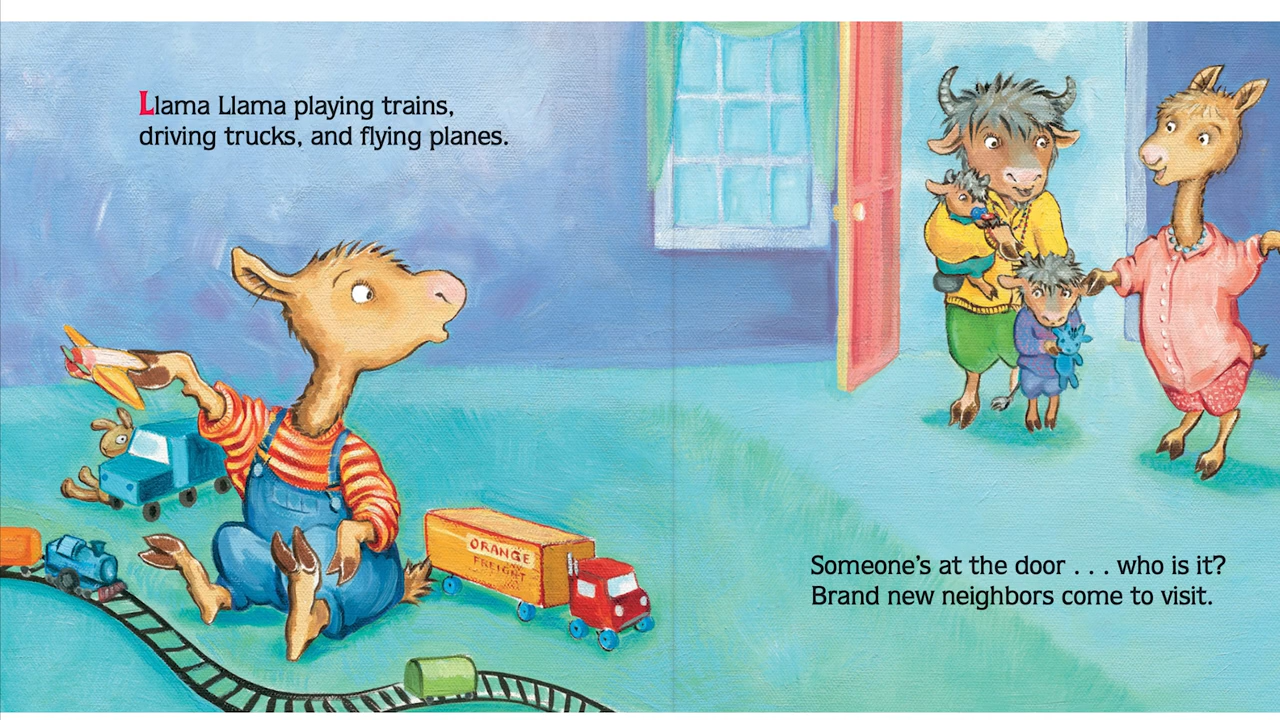 Llama Llama playing trains,
driving trucks, and flying planes.
ORANGE
FREIGHT
Someone's at the door . . . who is it?
Brand new neighbors come to visit.